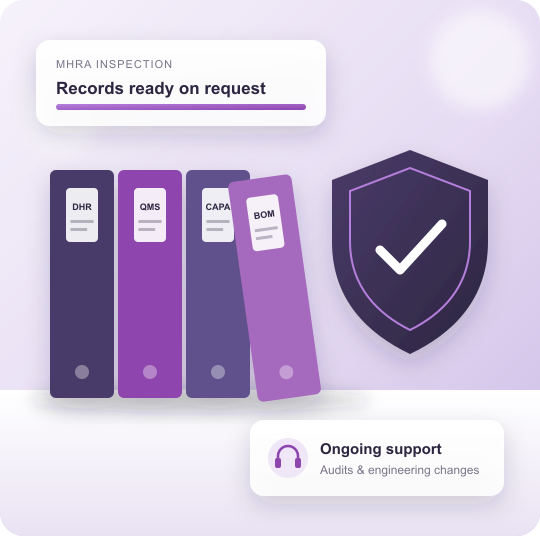 MHRA INSPECTION
Records ready on request
DHR
QMS
CAPA
BOM
Ongoing support
Audits & engineering changes